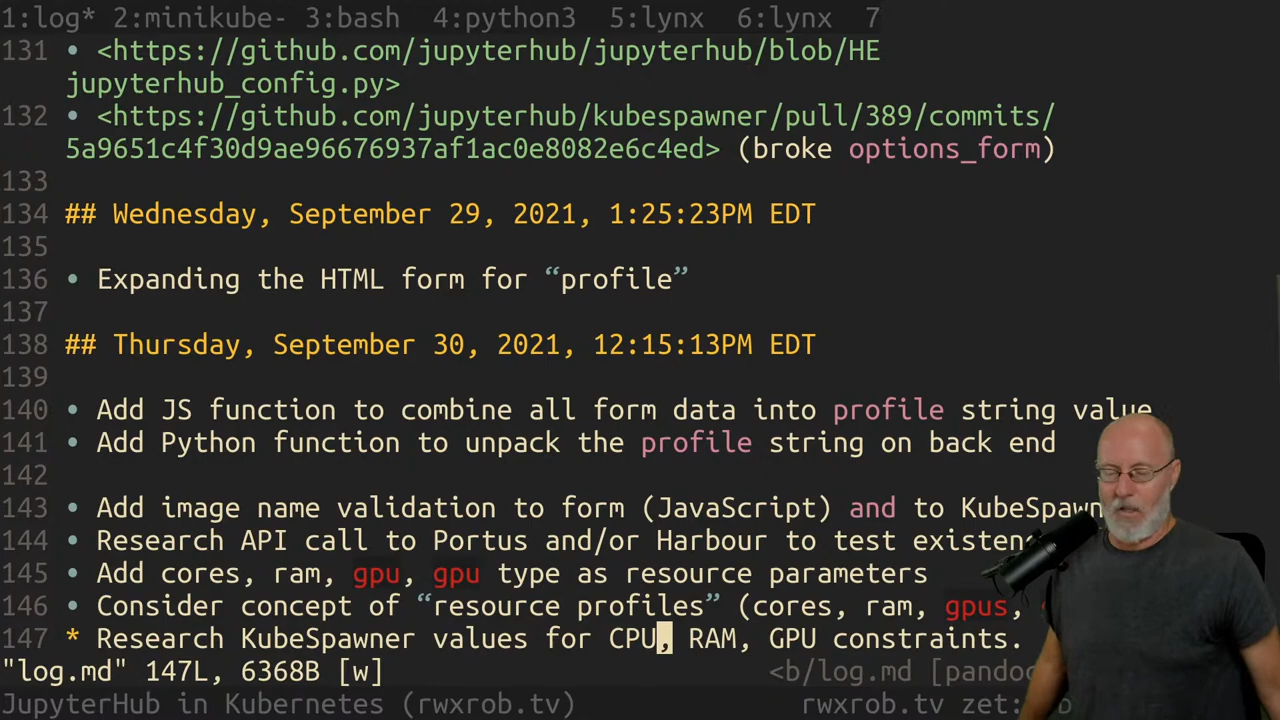 1:log* 2:minikube- 3:bash  4:python3  5:lynx  6:lynx  7
131 • <https://github.com/jupyterhub/jupyterhub/blob/HE
jupyterhub_config.py>
132 • <https://github.com/jupyterhub/kubespawner/pull/389/commits/
5a9651c4f30d9ae96676937af1ac0e8082e6c4ed> (broke options_form)
133
134 ## Wednesday, September 29, 2021, 1:25:23PM EDT
135
136 • Expanding the HTML form for “profile”
137
138 ## Thursday, September 30, 2021, 12:15:13PM EDT
139
140 • Add JS function to combine all form data into profile string value
141 • Add Python function to unpack the profile string on back end
142
143 • Add image name validation to form (JavaScript) and to KubeSpawn
144 • Research API call to Portus and/or Harbour to test existen
145 • Add cores, ram, gpu, gpu type as resource parameters
146 • Consider concept of “resource profiles” (cores, ram, gpus,
147 * Research KubeSpawner values for CPU, RAM, GPU constraints.
"log.md" 147L, 6368B [w] <b/log.md [pandoc
JupyterHub in Kubernetes (rwxrob.tv) rwxrob.tv zet: